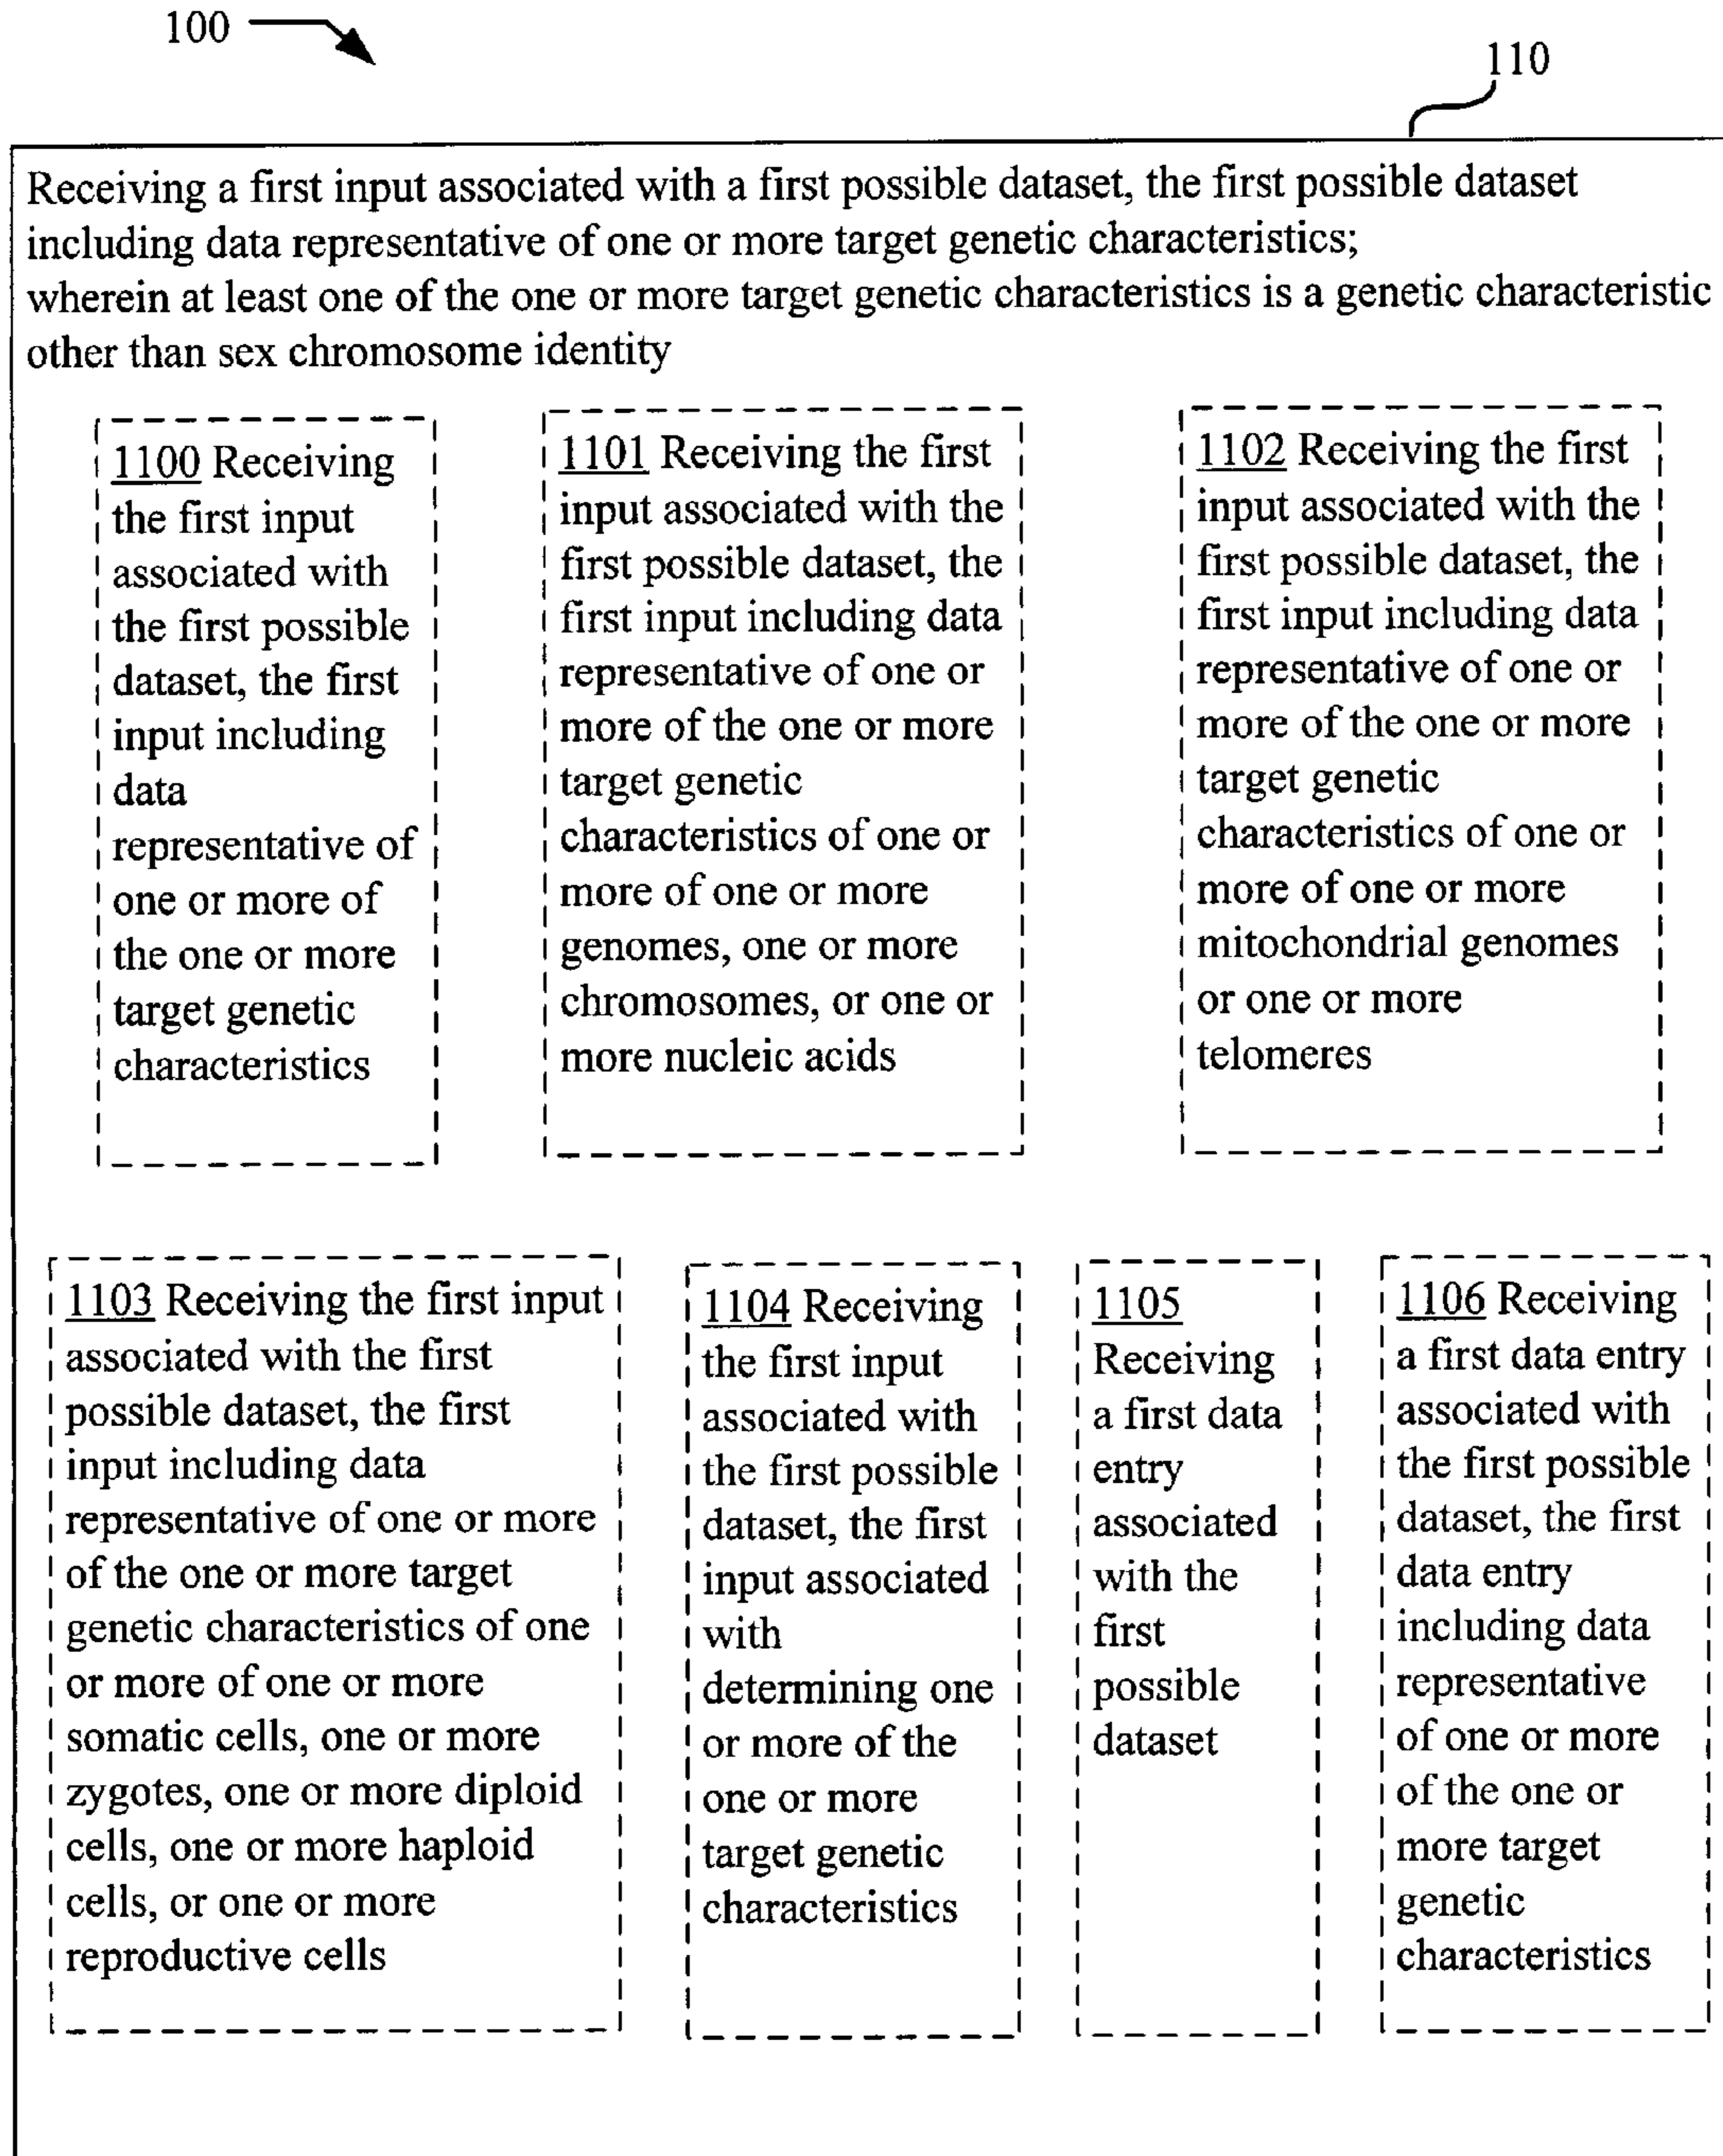 100
110
Receiving a first input associated with a first possible dataset, the first possible dataset
including data representative of one or more target genetic characteristics;
wherein at least one of the one or more target genetic characteristics is a genetic characteristic
other than sex chromosome identity
1100 Receiving
the first input
associated with
the first possible
dataset, the first
input including
data
representative of
one or more of
the one or more
target genetic
characteristics
1101 Receiving the first
input associated with the
first possible dataset, the
first input including data
representative of one or
more of the one or more
target genetic
characteristics of one or
more of one or more
genomes, one or more
chromosomes, or one or
more nucleic acids
1102 Receiving the first
input associated with the
first possible dataset, the
first input including data
representative of one or
more of the one or more
target genetic
characteristics of one or
more of one or more
mitochondrial genomes
or one or more
telomeres
1103 Receiving the first input
associated with the first
possible dataset, the first
input including data
representative of one or more
of the one or more target
genetic characteristics of one
or more of one or more
somatic cells, one or more
zygotes, one or more diploid
cells, one or more haploid
cells, or one or more
reproductive cells
1104 Receiving
the first input
associated with
the first possible
dataset, the first
input associated
with
determining one
or more of the
one or more
target genetic
characteristics
1105
Receiving
a first data
entry
associated
with the
first
possible
dataset
1106 Receiving
a first data entry
associated with
the first possible
dataset, the first
data entry
including data
representative
of one or more
of the one or
more target
genetic
characteristics